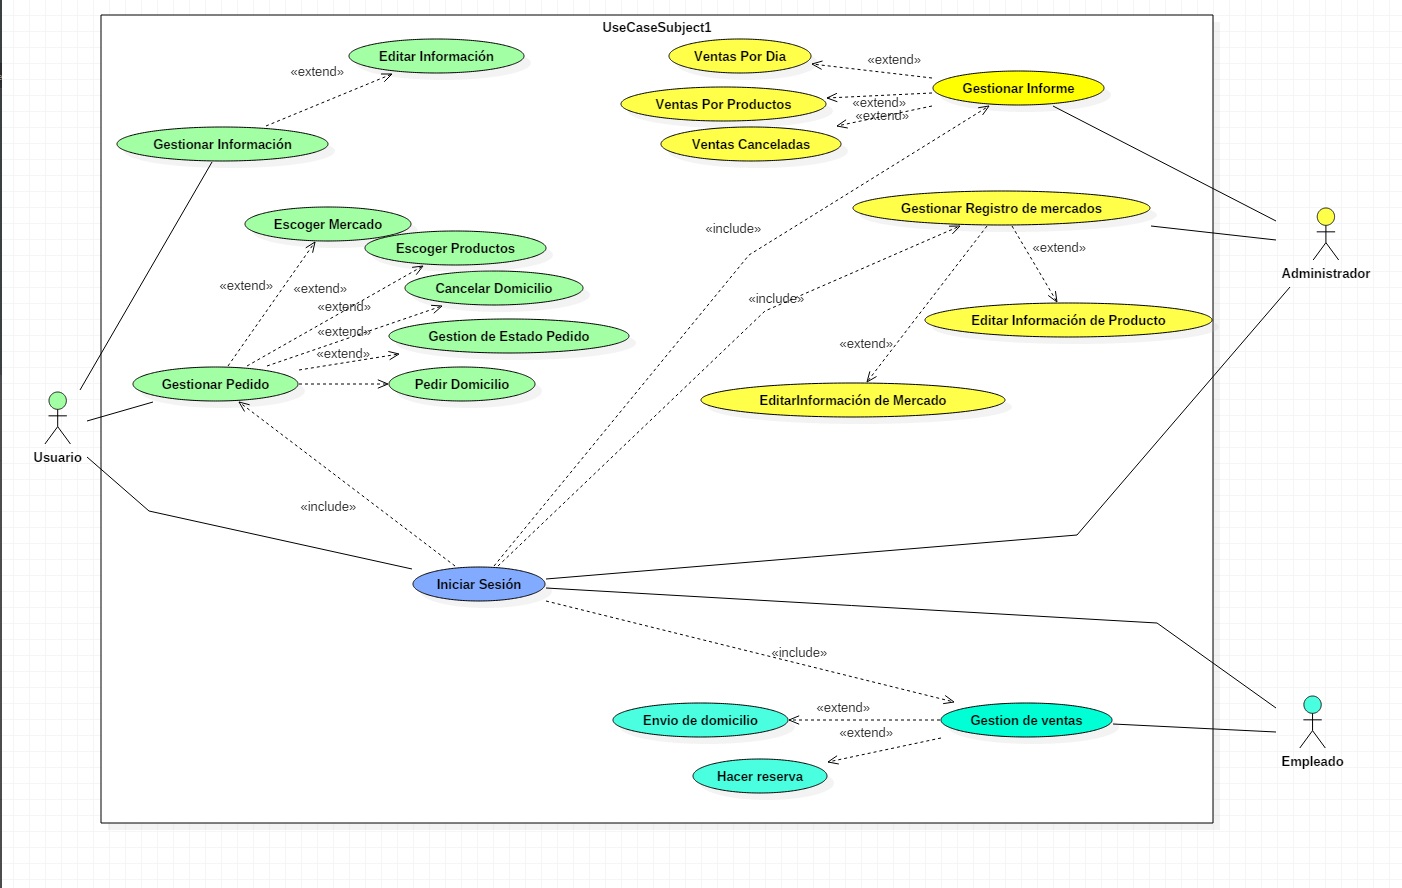 UseCaseSubject1
Editar Información
«extend»
Gestionar Información
Ventas Por Dia
«extend»
Gestionar Informe
Ventas Por Productos
«extend»
«extend»
Ventas Canceladas
Escoger Mercado
Escoger Productos
«extend»
«extend»
Cancelar Domicilio
«extend»
«extend»
Gestion de Estado Pedido
«extend»
Gestionar Pedido
Pedir Domicilio
Usuario
«include»
«include»
«include»
Gestionar Registro de mercados
«extend»
Editar Información de Producto
«extend»
EditarInformación de Mercado
Administrador
Iniciar Sesión
«include»
Envio de domicilio
«extend»
Gestion de ventas
«extend»
Hacer reserva
Empleado